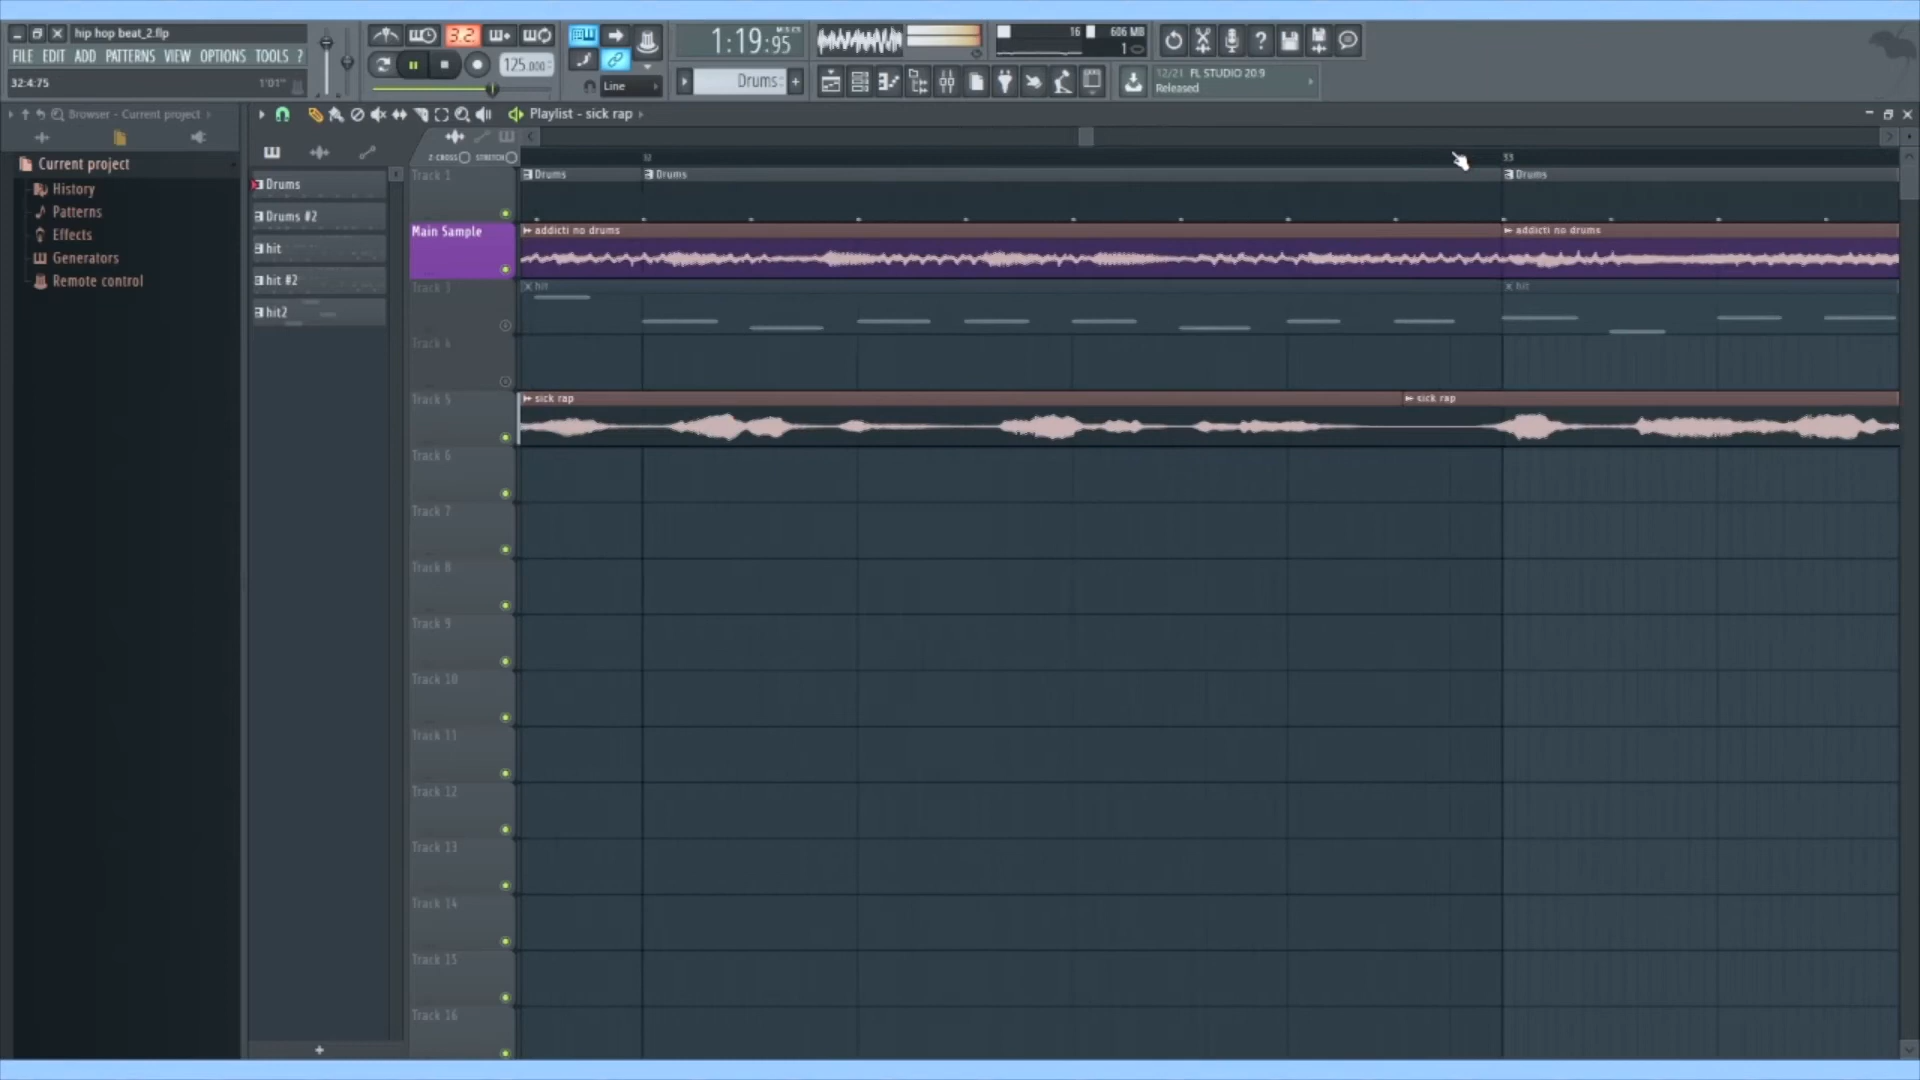 hip hop beat_2.flp
FILE EDIT ADD PATTERNS VIEW OPTIONS TOOLS ?
32:4:75 1'01"
3.2.
125.000
Line
1:19:95
M:S:CS
Drums
16 606 MB
1
12/21 FL STUDIO 20.9
Released
Browser - Current project
Playlist - sick rap
Current project
History
Patterns
Effects
Generators
Remote control
Drums
Drums #2
hit
hit #2
hit2
Z-CROSS STRETCH
32 33
Track 1
Drums Drums Drums
Main Sample
addicti no drums addicti no drums
Track 3
hit hit
Track 4
Track 5
sick rap sick rap
Track 6
Track 7
Track 8
Track 9
Track 10
Track 11
Track 12
Track 13
Track 14
Track 15
Track 16